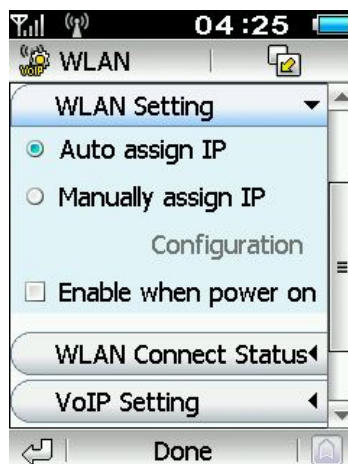 04:25
VOIP WLAN
WLAN Setting
Auto assign IP
Manually assign IP
Configuration
Enable when power on
WLAN Connect Status
VoIP Setting
Done